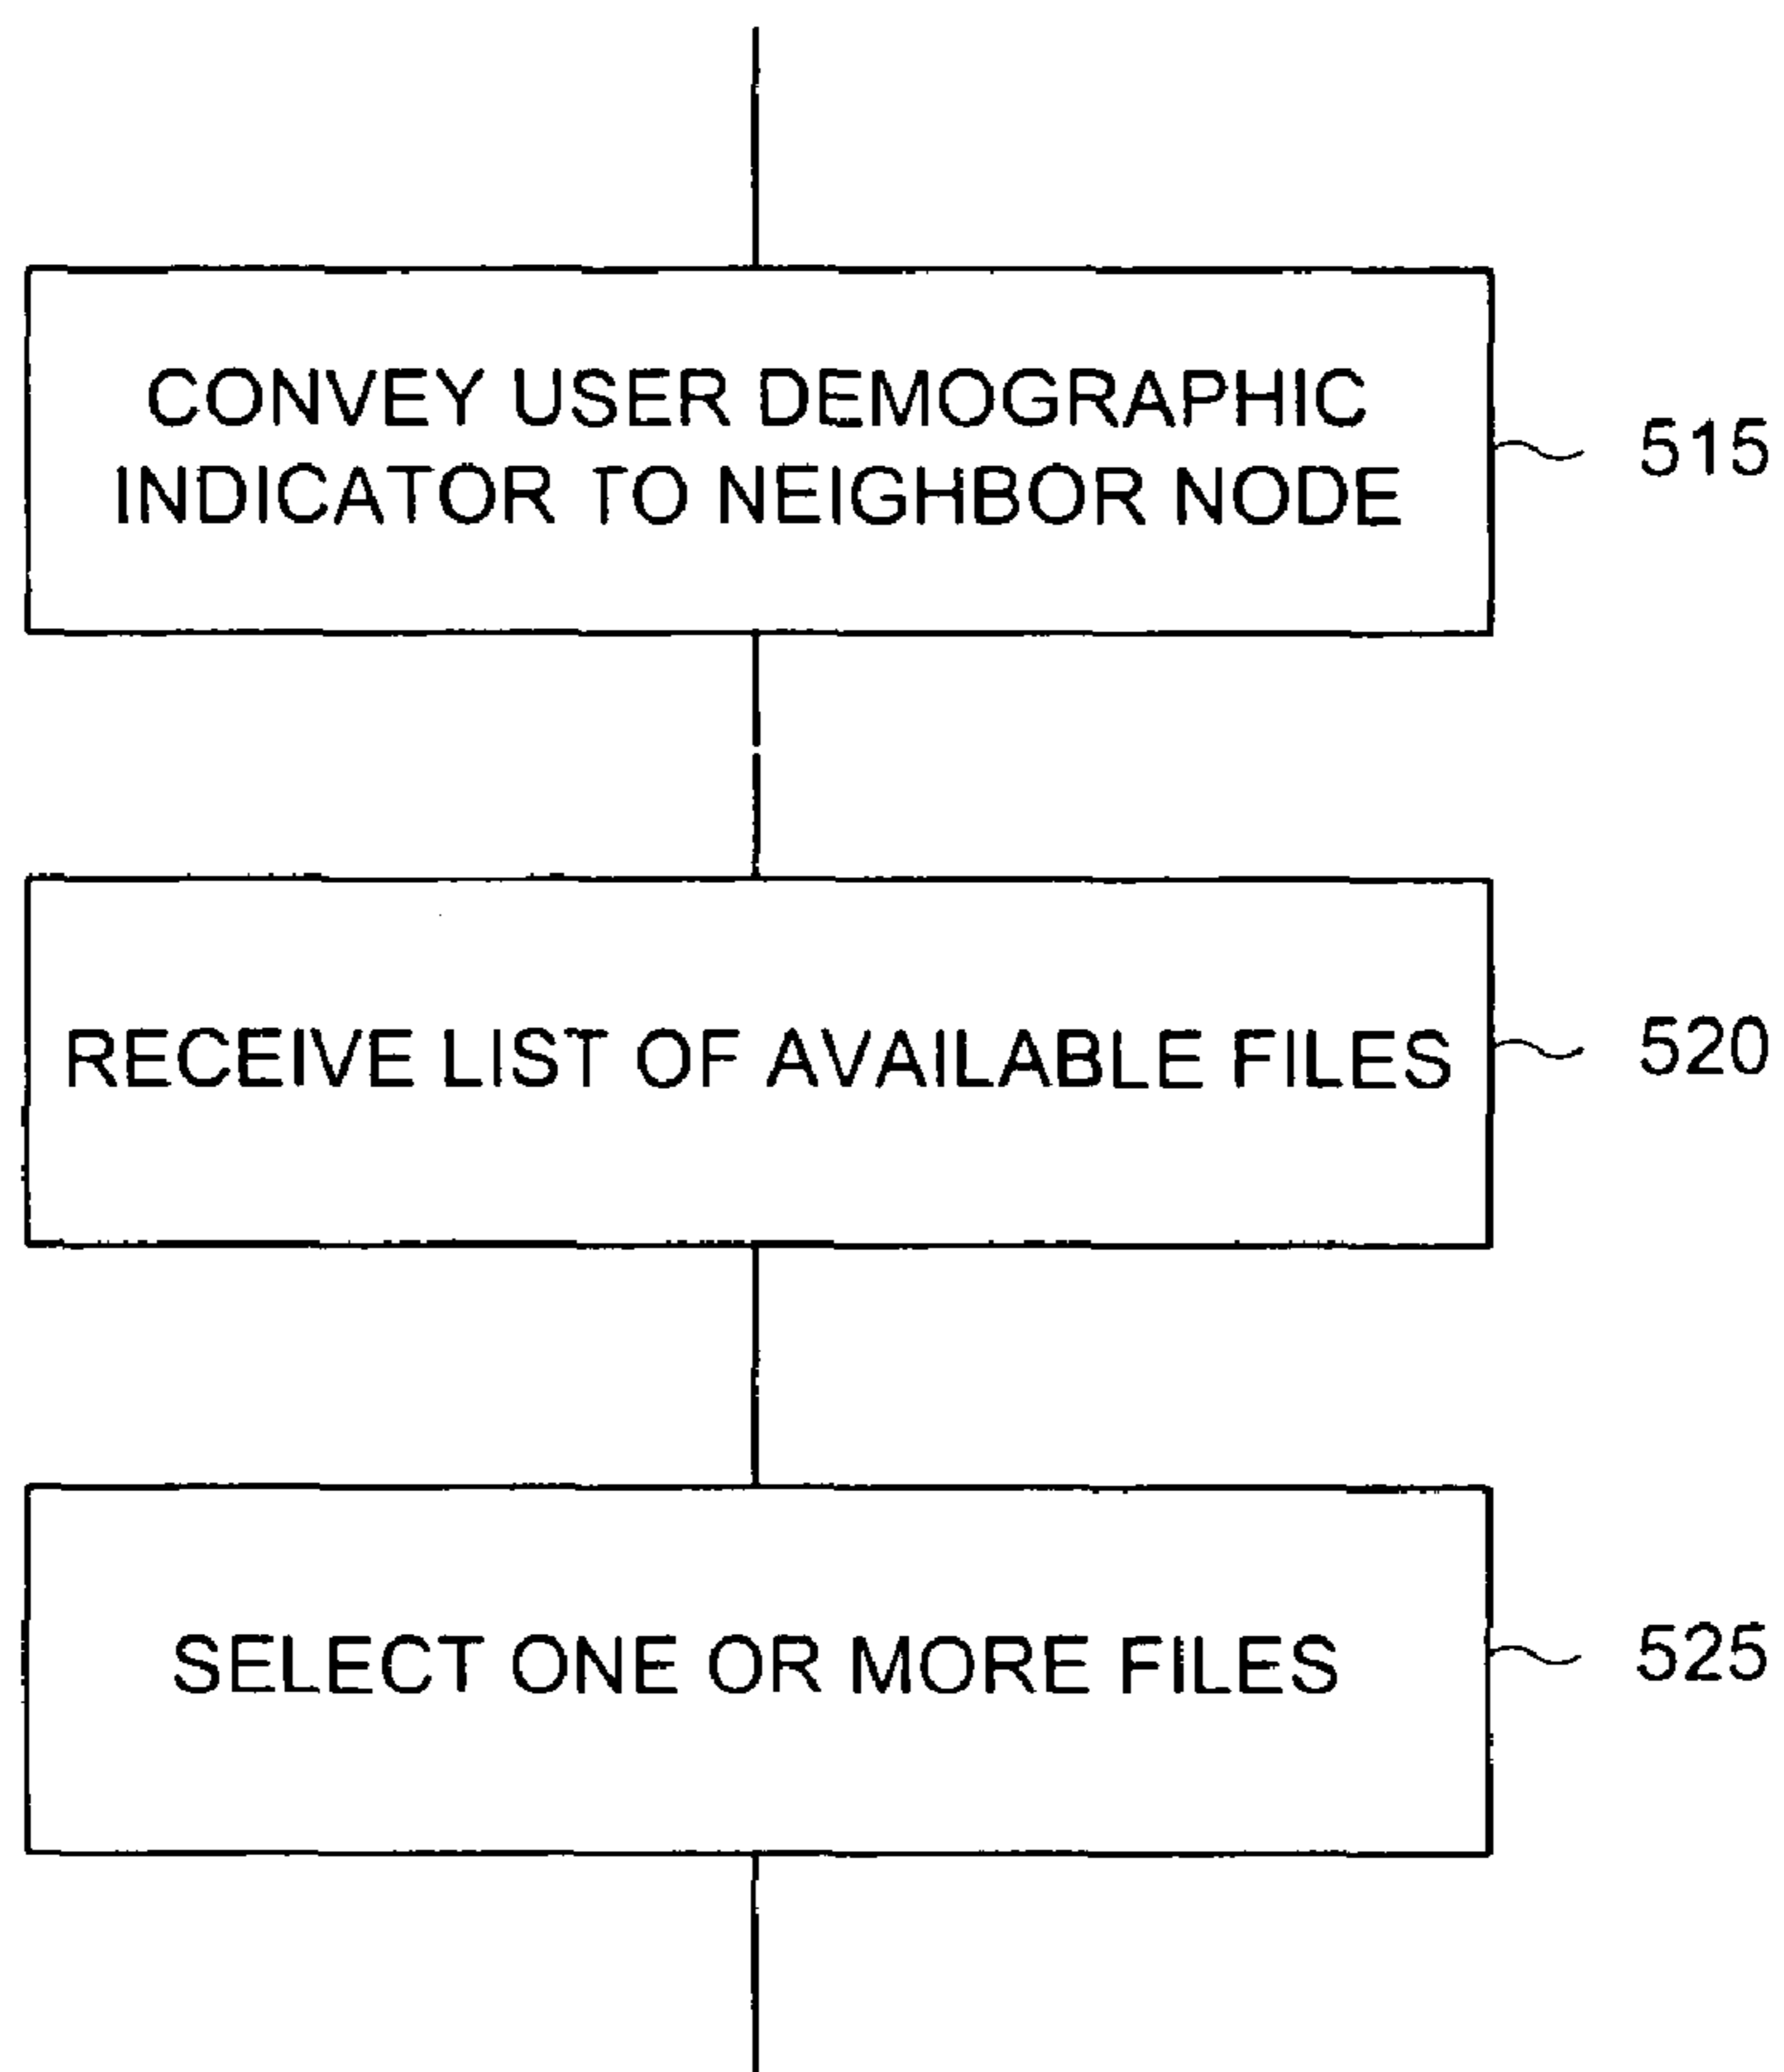 CONVEY USER DEMOGRAPHIC
INDICATOR TO NEIGHBOR NODE
515
RECEIVE LIST OF AVAILABLE FILES
520
SELECT ONE OR MORE FILES
525